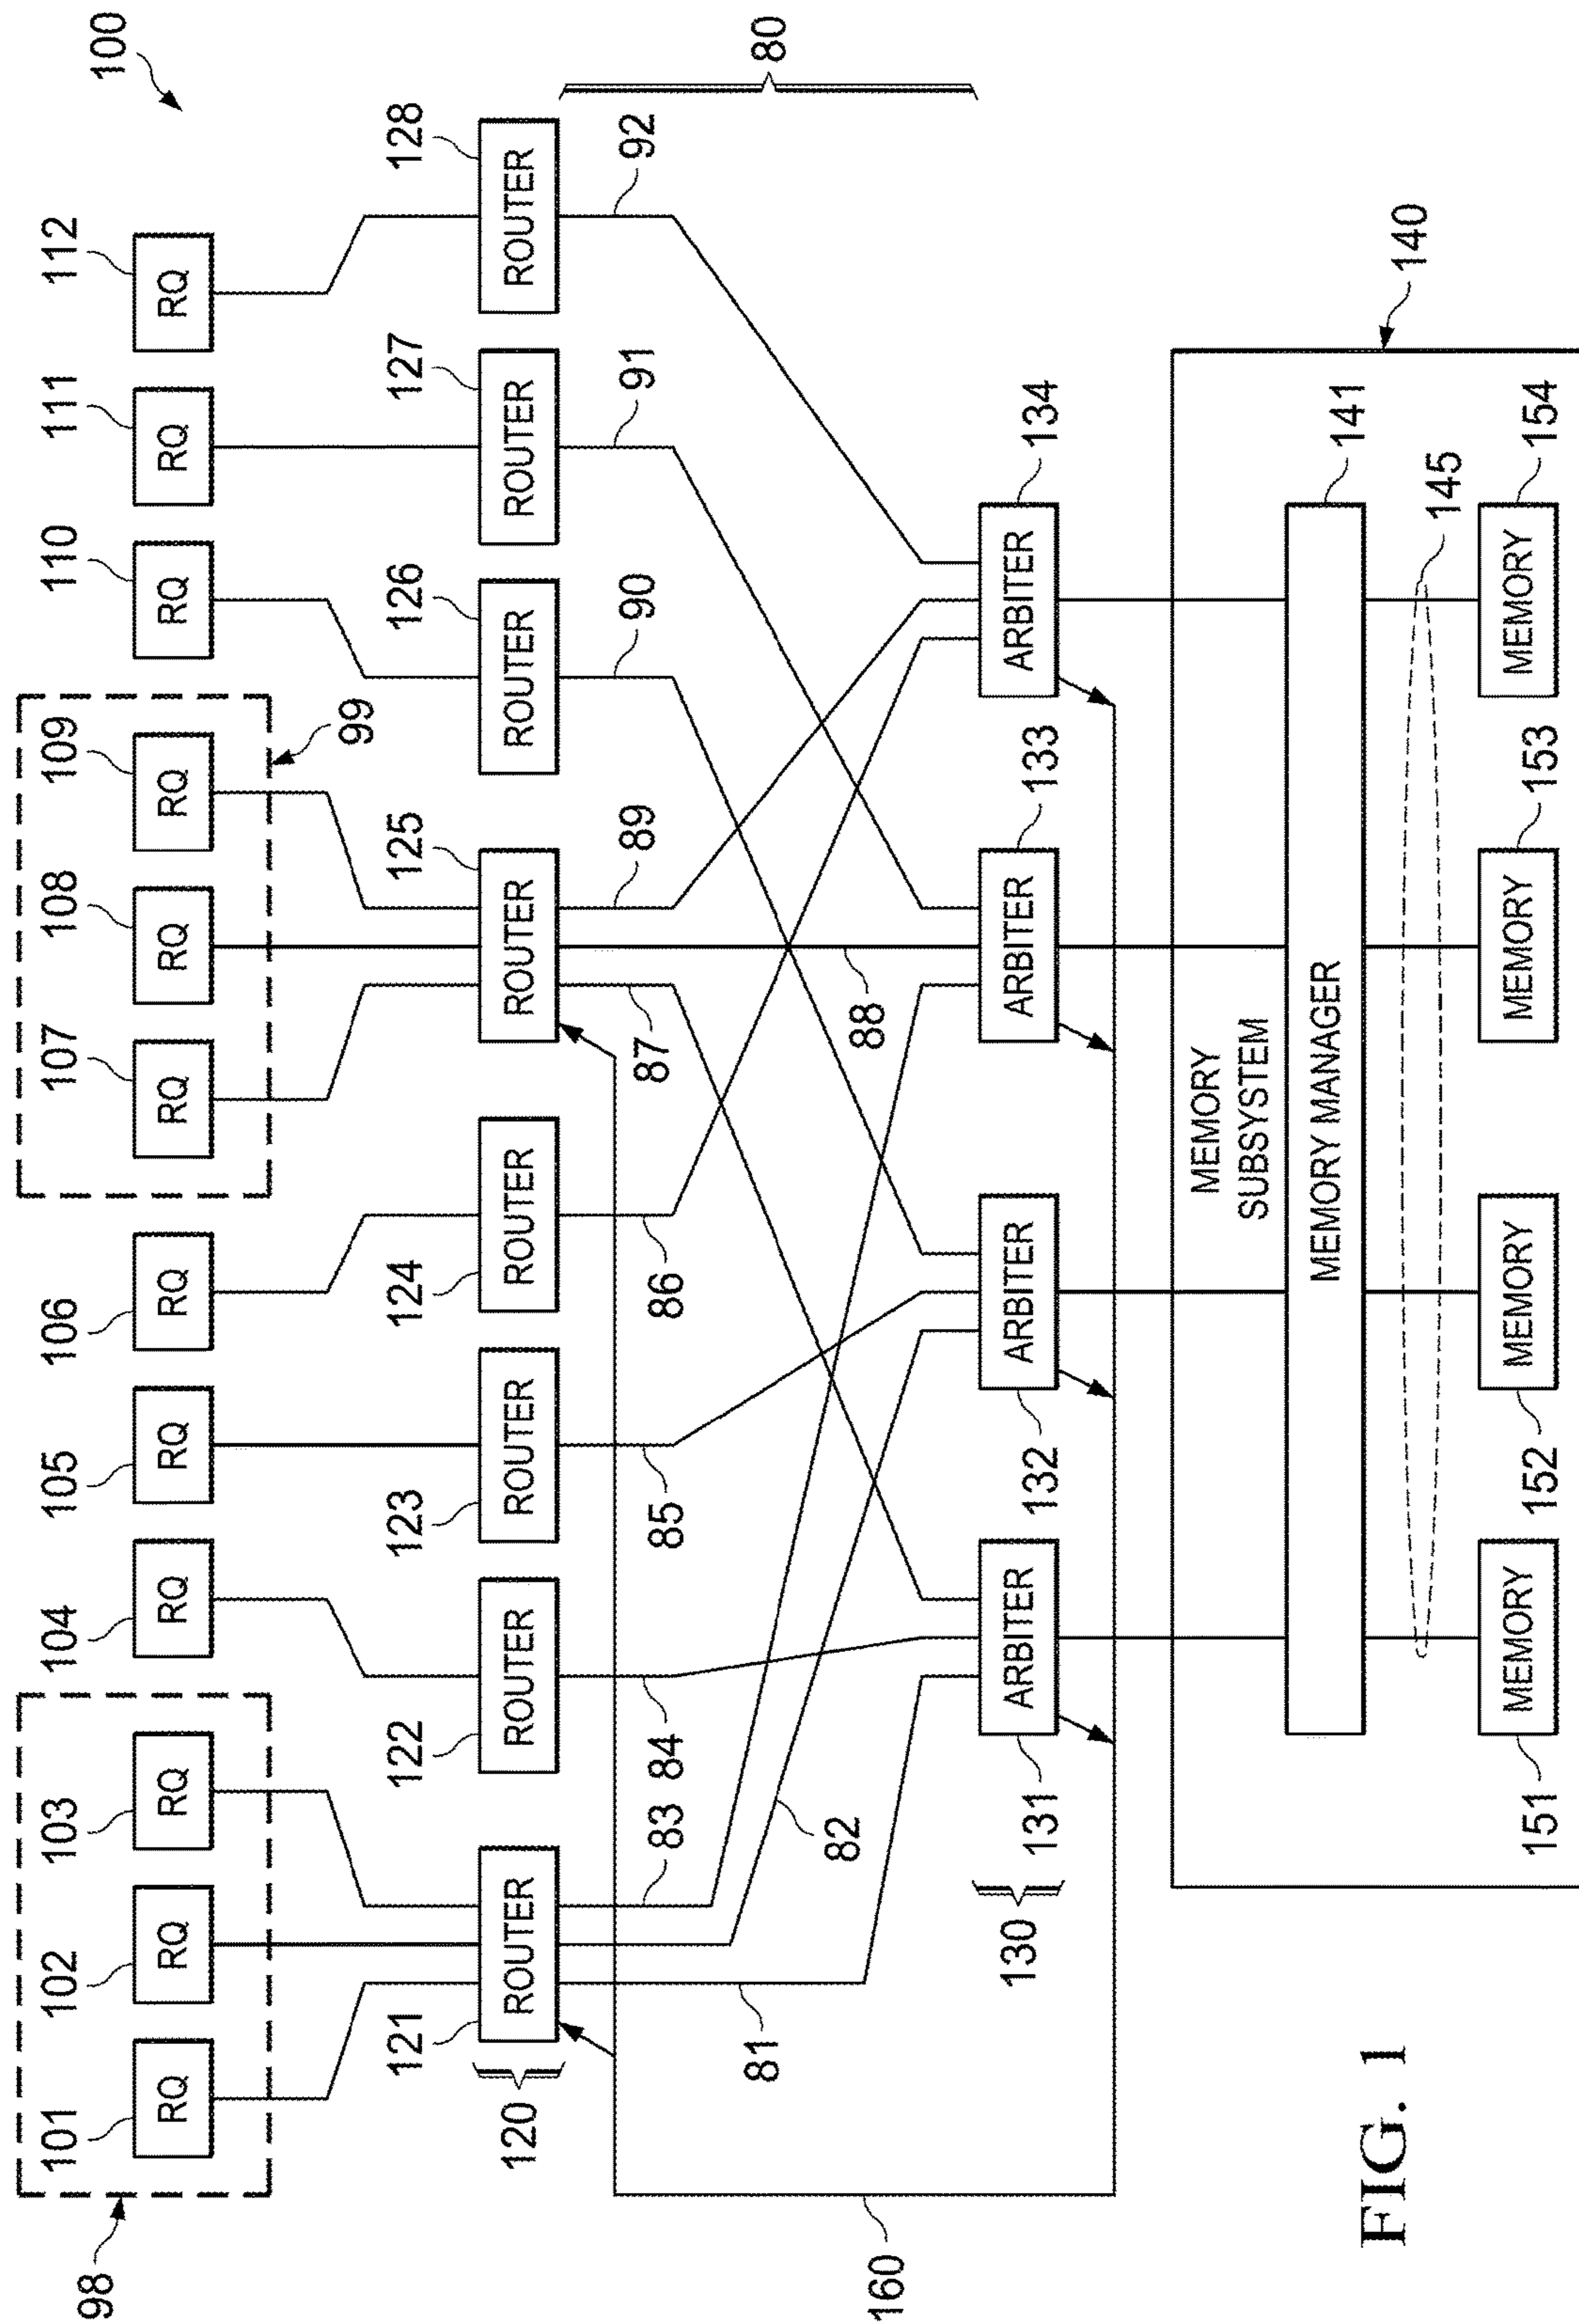 100
98
101
102
103
104
105
106
107
108
109
110
111
112
RQ
RQ
RQ
RQ
RQ
RQ
RQ
RQ
RQ
RQ
RQ
RQ
99
120
121
122
123
124
125
126
127
128
ROUTER
ROUTER
ROUTER
ROUTER
ROUTER
ROUTER
ROUTER
ROUTER
80
81
82
83
84
85
86
87
88
89
90
91
92
160
130
131
132
133
134
ARBITER
ARBITER
ARBITER
ARBITER
140
MEMORY
SUBSYSTEM
MEMORY MANAGER
141
145
151
152
153
154
MEMORY
MEMORY
MEMORY
MEMORY
FIG. 1